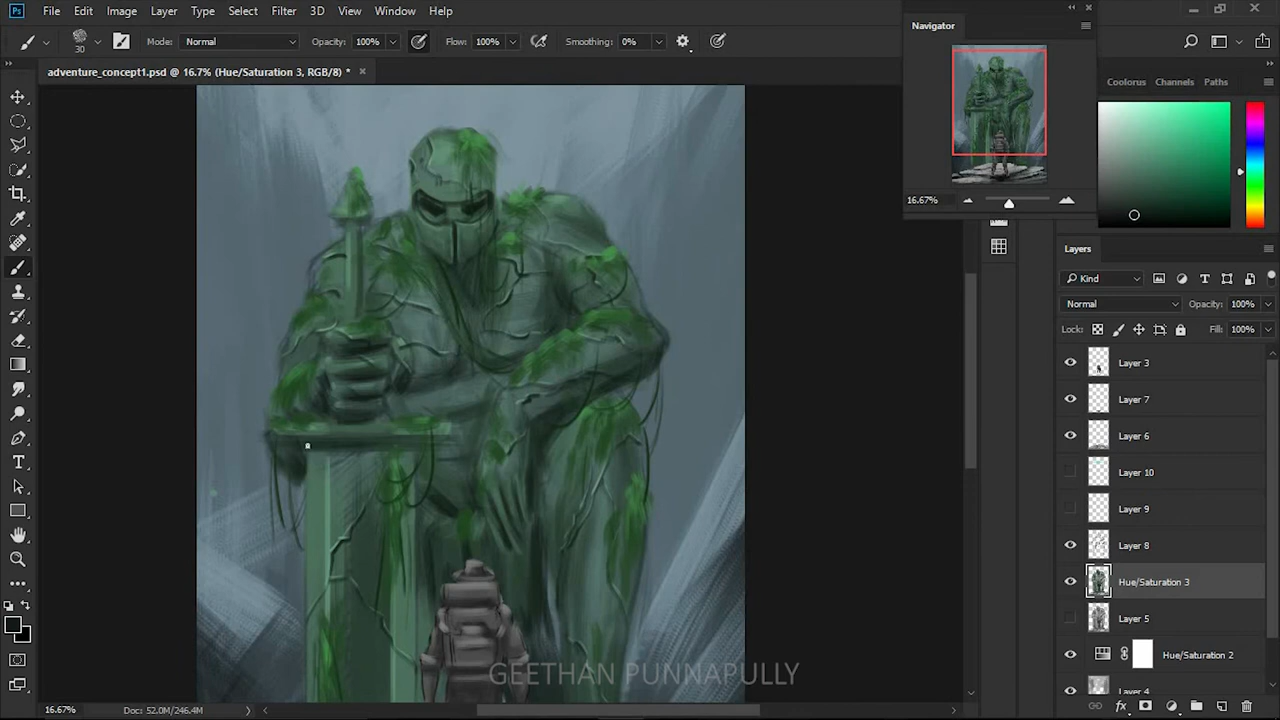 Ps File Edit Image Layer Type Select Filter 3D View Window Help
30 Mode: Normal Opacity: 100% Flow: 100% Smoothing: 0%
adventure_concept1.psd @ 16.7% (Hue/Saturation 3, RGB/8) *
Navigator
16.67%
Coolorus Channels Paths
Layers
Kind
Normal Opacity: 100%
Lock: Fill: 100%
Layer 3
Layer 7
Layer 6
Layer 10
Layer 9
Layer 8
Hue/Saturation 3
Layer 5
Hue/Saturation 2
Layer 4
GEETHAN PUNNAPULLY
16.67% Doc: 52.0M/246.4M